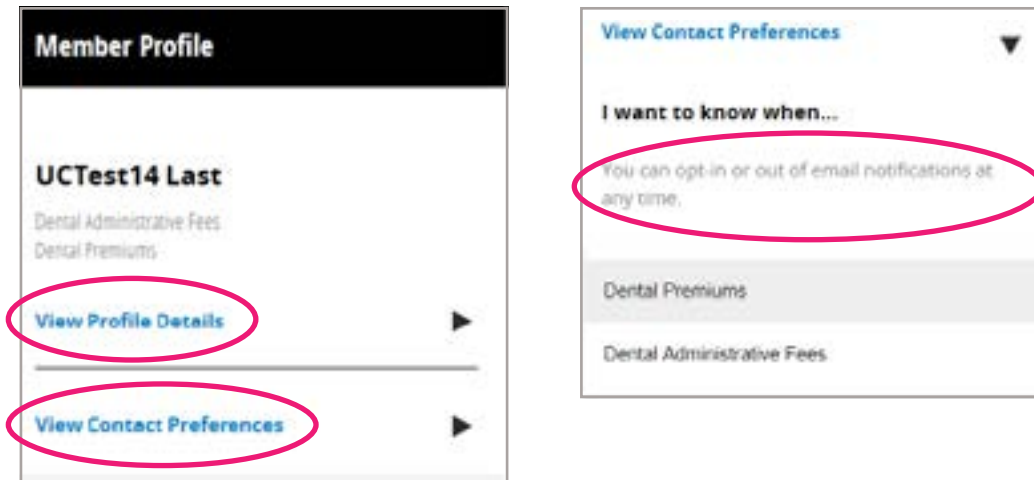 Member Profile
UCTest14 Last
Dental Administrative Fees
Dental Premiums
View Profile Details
View Contact Preferences
View Contact Preferences
I want to know when...
You can opt-in or out of email notifications at
any time.
Dental Premiums
Dental Administrative Fees